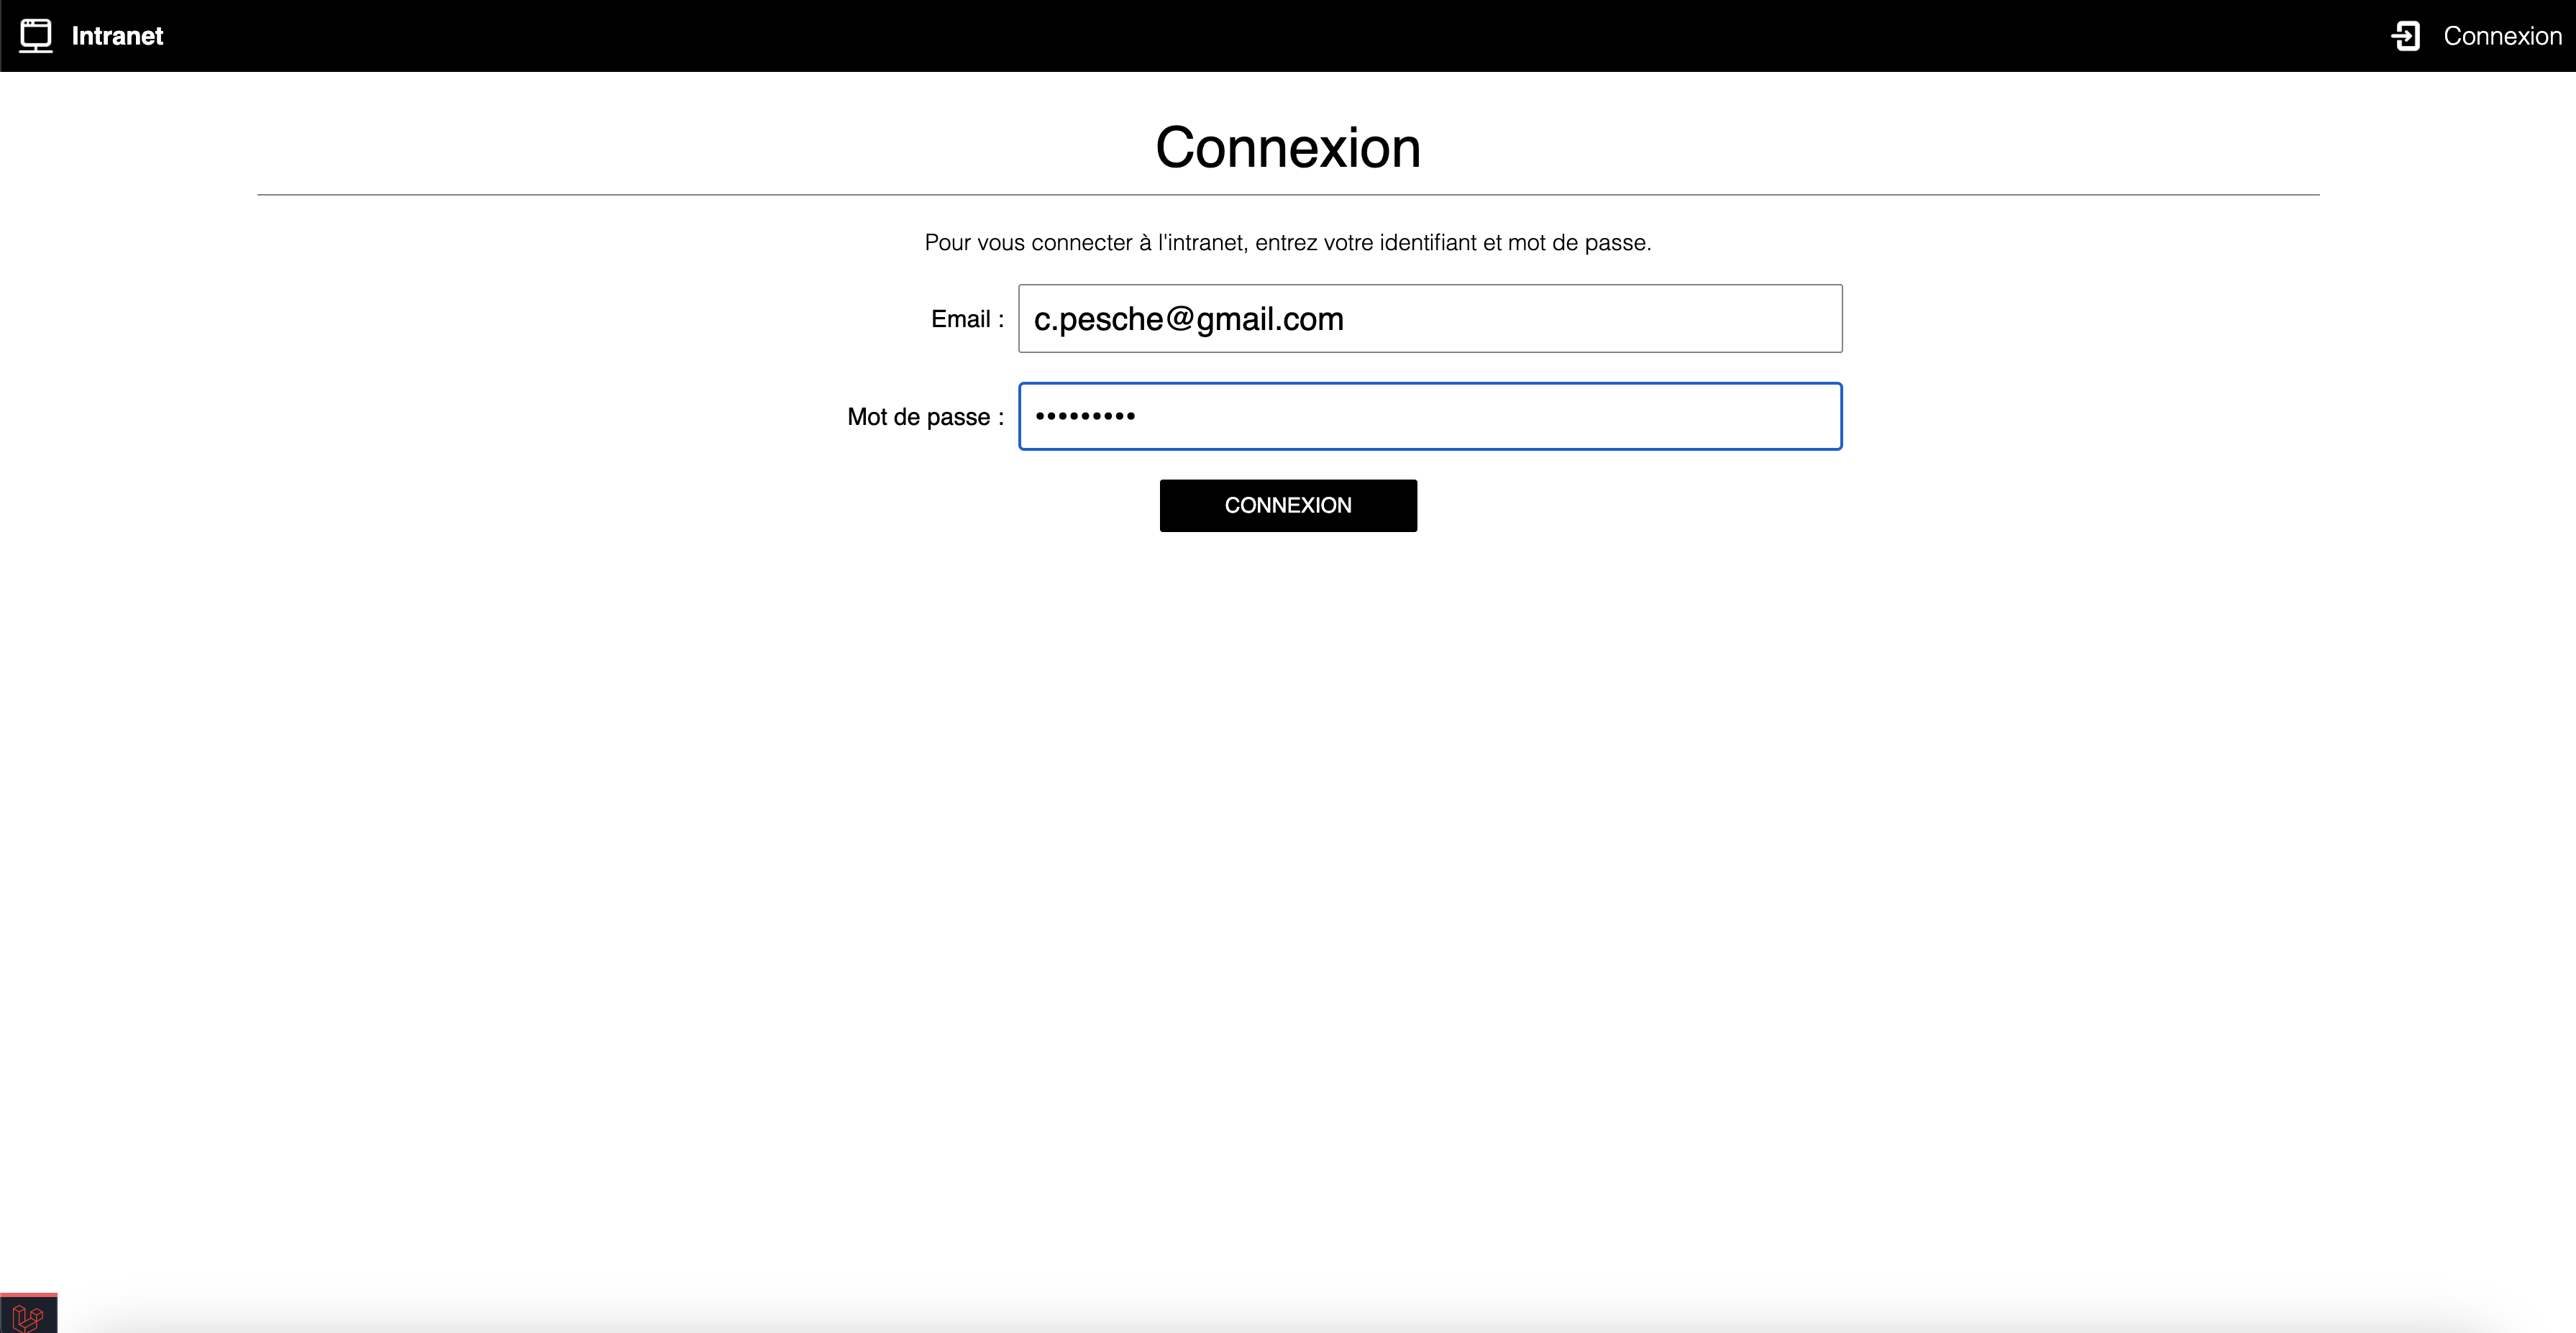 Intranet
Connexion
Connexion
Pour vous connecter à l'intranet, entrez votre identifiant et mot de passe.
Email : c.pesche@gmail.com
Mot de passe : •••••••••
CONNEXION